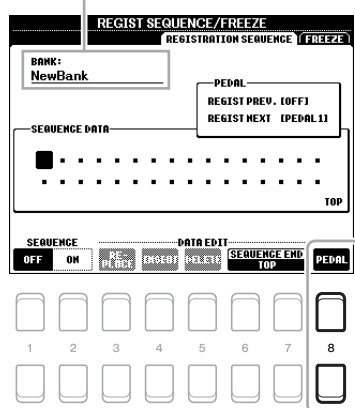 REGIST SEQUENCE/FREEZE
REGISTRATION SEQUENCE FREEZE
BANK:
NewBank
PEDAL
REGIST PREV. [OFF]
REGIST NEXT [PEDAL1]
SEQUENCE DATA
TOP
SEQUENCE DATA EDIT
OFF ON RE-PLACE INSERT DELETE SEQUENCE END TOP PEDAL
1 2 3 4 5 6 7 8